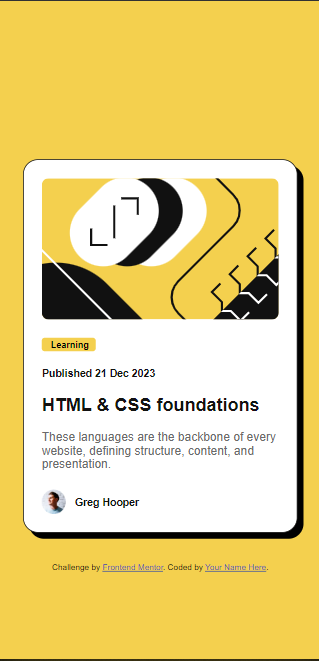 Learning
Published 21 Dec 2023
HTML & CSS foundations
These languages are the backbone of every
website, defining structure, content, and
presentation.
Greg Hooper
Challenge by Frontend Mentor. Coded by Your Name Here.